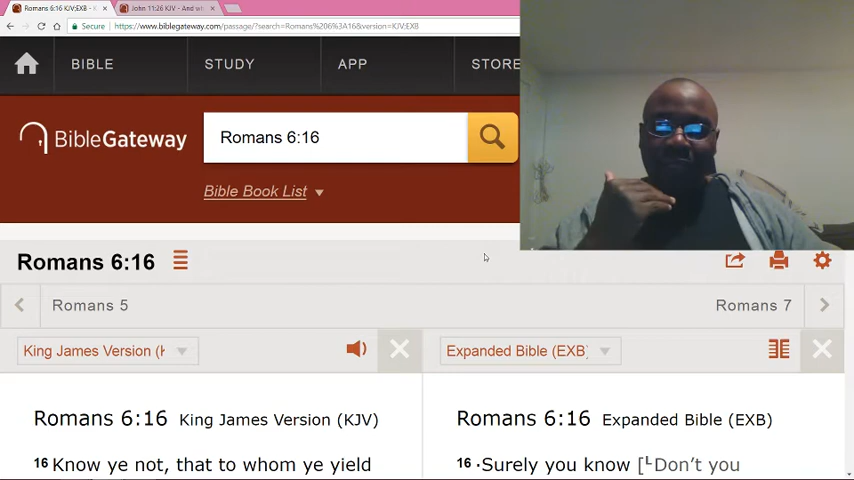 Romans 6:16 KJV;EXB -
John 11:26 KJV - And wh
Secure
https://www.biblegateway.com/passage/?search=Romans%206%3A16&version=KJV;EXB
BIBLE STUDY APP STORE
BibleGateway
Romans 6:16
Bible Book List
Romans 6:16
Romans 5
Romans 7
King James Version (K
Expanded Bible (EXB)
Romans 6:16 King James Version (KJV)
16 Know ye not, that to whom ye yield
Romans 6:16 Expanded Bible (EXB)
16 ·Surely you know [LDon't you